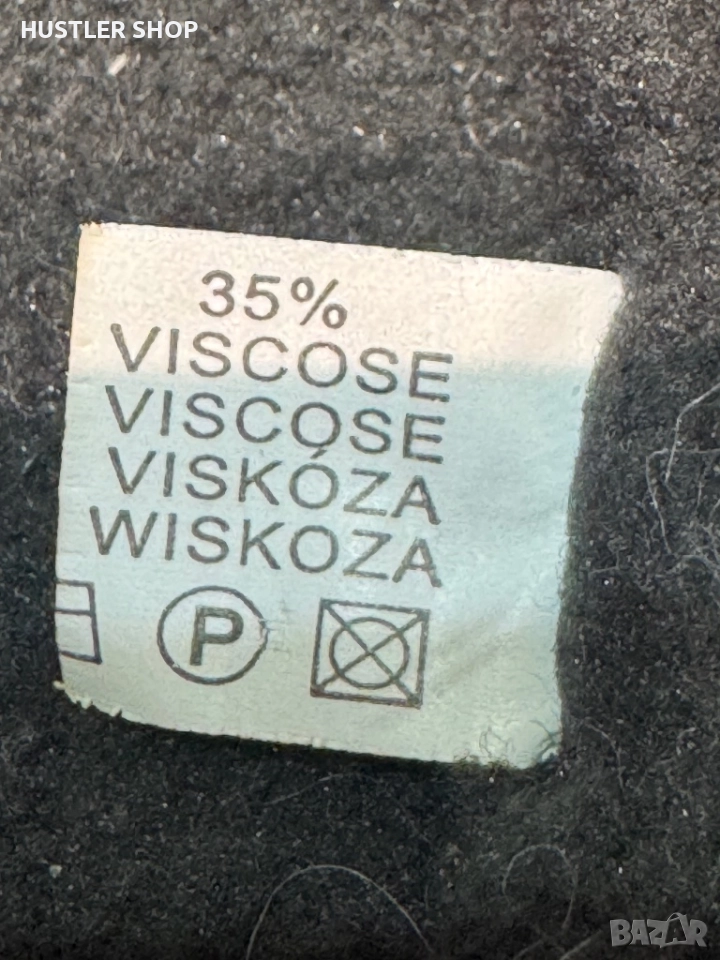 HUSTLER SHOP
35%
VISCOSE
VISCOSE
VISKÓZA
WISKOZA
P
BAZAR